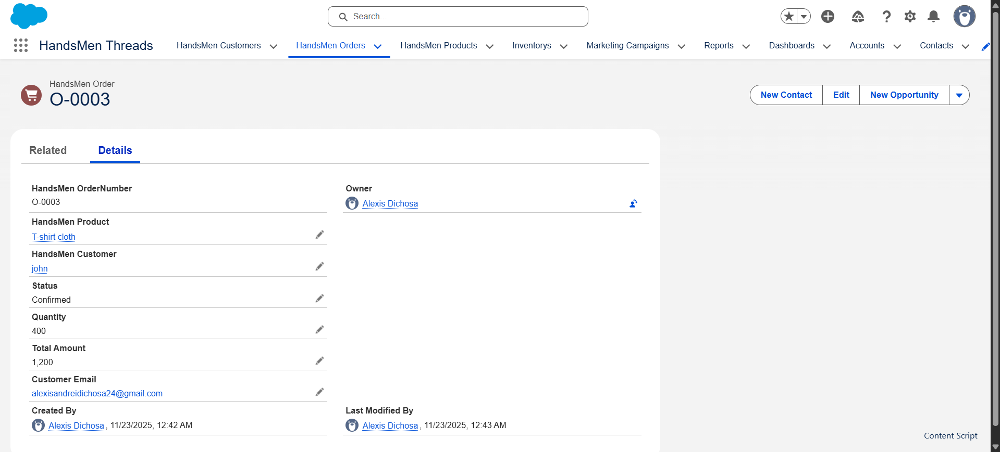 Search...
HandsMen Threads
HandsMen Customers
HandsMen Orders
HandsMen Products
Inventorys
Marketing Campaigns
Reports
Dashboards
Accounts
Contacts
HandsMen Order
O-0003
New Contact
Edit
New Opportunity
Related
Details
HandsMen OrderNumber
O-0003
Owner
Alexis Dichosa
HandsMen Product
T-shirt cloth
HandsMen Customer
john
Status
Confirmed
Quantity
400
Total Amount
1,200
Customer Email
alexisandreidichosa24@gmail.com
Created By
Alexis Dichosa, 11/23/2025, 12:42 AM
Last Modified By
Alexis Dichosa, 11/23/2025, 12:43 AM
Content Script